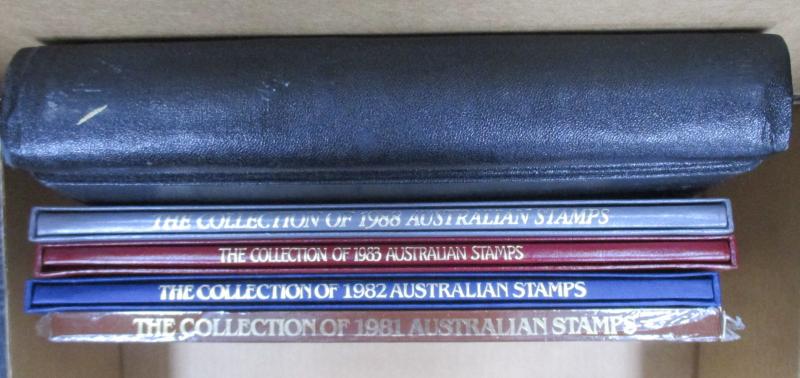 THE COLLECTION OF 1988 AUSTRALIAN STAMPS
THE COLLECTION OF 1983 AUSTRALIAN STAMPS
THE COLLECTION OF 1982 AUSTRALIAN STAMPS
THE COLLECTION OF 1981 AUSTRALIAN STAMPS